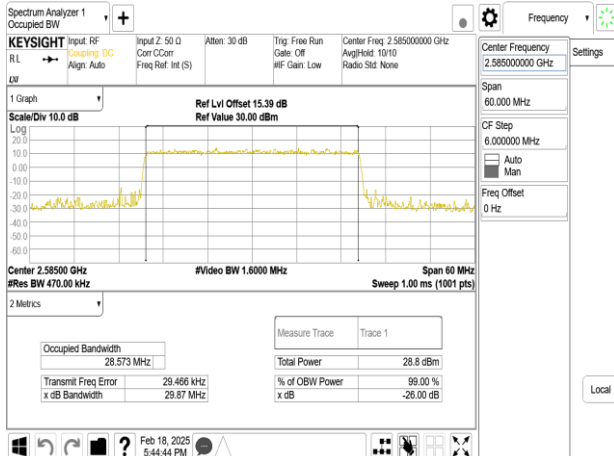 Spectrum Analyzer 1
Occupied BW
Frequency
KEYSIGHT
Input: RF
Coupling: DC
Align: Auto
RL
LXI
Input Z: 50 Ω
Corr CCorr
Freq Ref: Int (S)
Atten: 30 dB
Trig: Free Run
Gate: Off
#IF Gain: Low
Center Freq: 2.585000000 GHz
Avg|Hold: 10/10
Radio Std: None
Center Frequency
2.585000000 GHz
Settings
Span
60.000 MHz
CF Step
6.000000 MHz
Auto
Man
Freq Offset
0 Hz
Local
1 Graph
Scale/Div 10.0 dB
Ref Lvl Offset 15.39 dB
Ref Value 30.00 dBm
Log
20.0
10.0
0.00
-10.0
-20.0
-30.0
-40.0
-50.0
-60.0
Center 2.58500 GHz
#Video BW 1.6000 MHz
Span 60 MHz
#Res BW 470.00 kHz
Sweep 1.00 ms (1001 pts)
2 Metrics
Measure Trace
Trace 1
Occupied Bandwidth
28.573 MHz
Total Power
28.8 dBm
Transmit Freq Error
29.466 kHz
% of OBW Power
99.00 %
x dB Bandwidth
29.87 MHz
x dB
-26.00 dB
Feb 18, 2025
5:44:44 PM